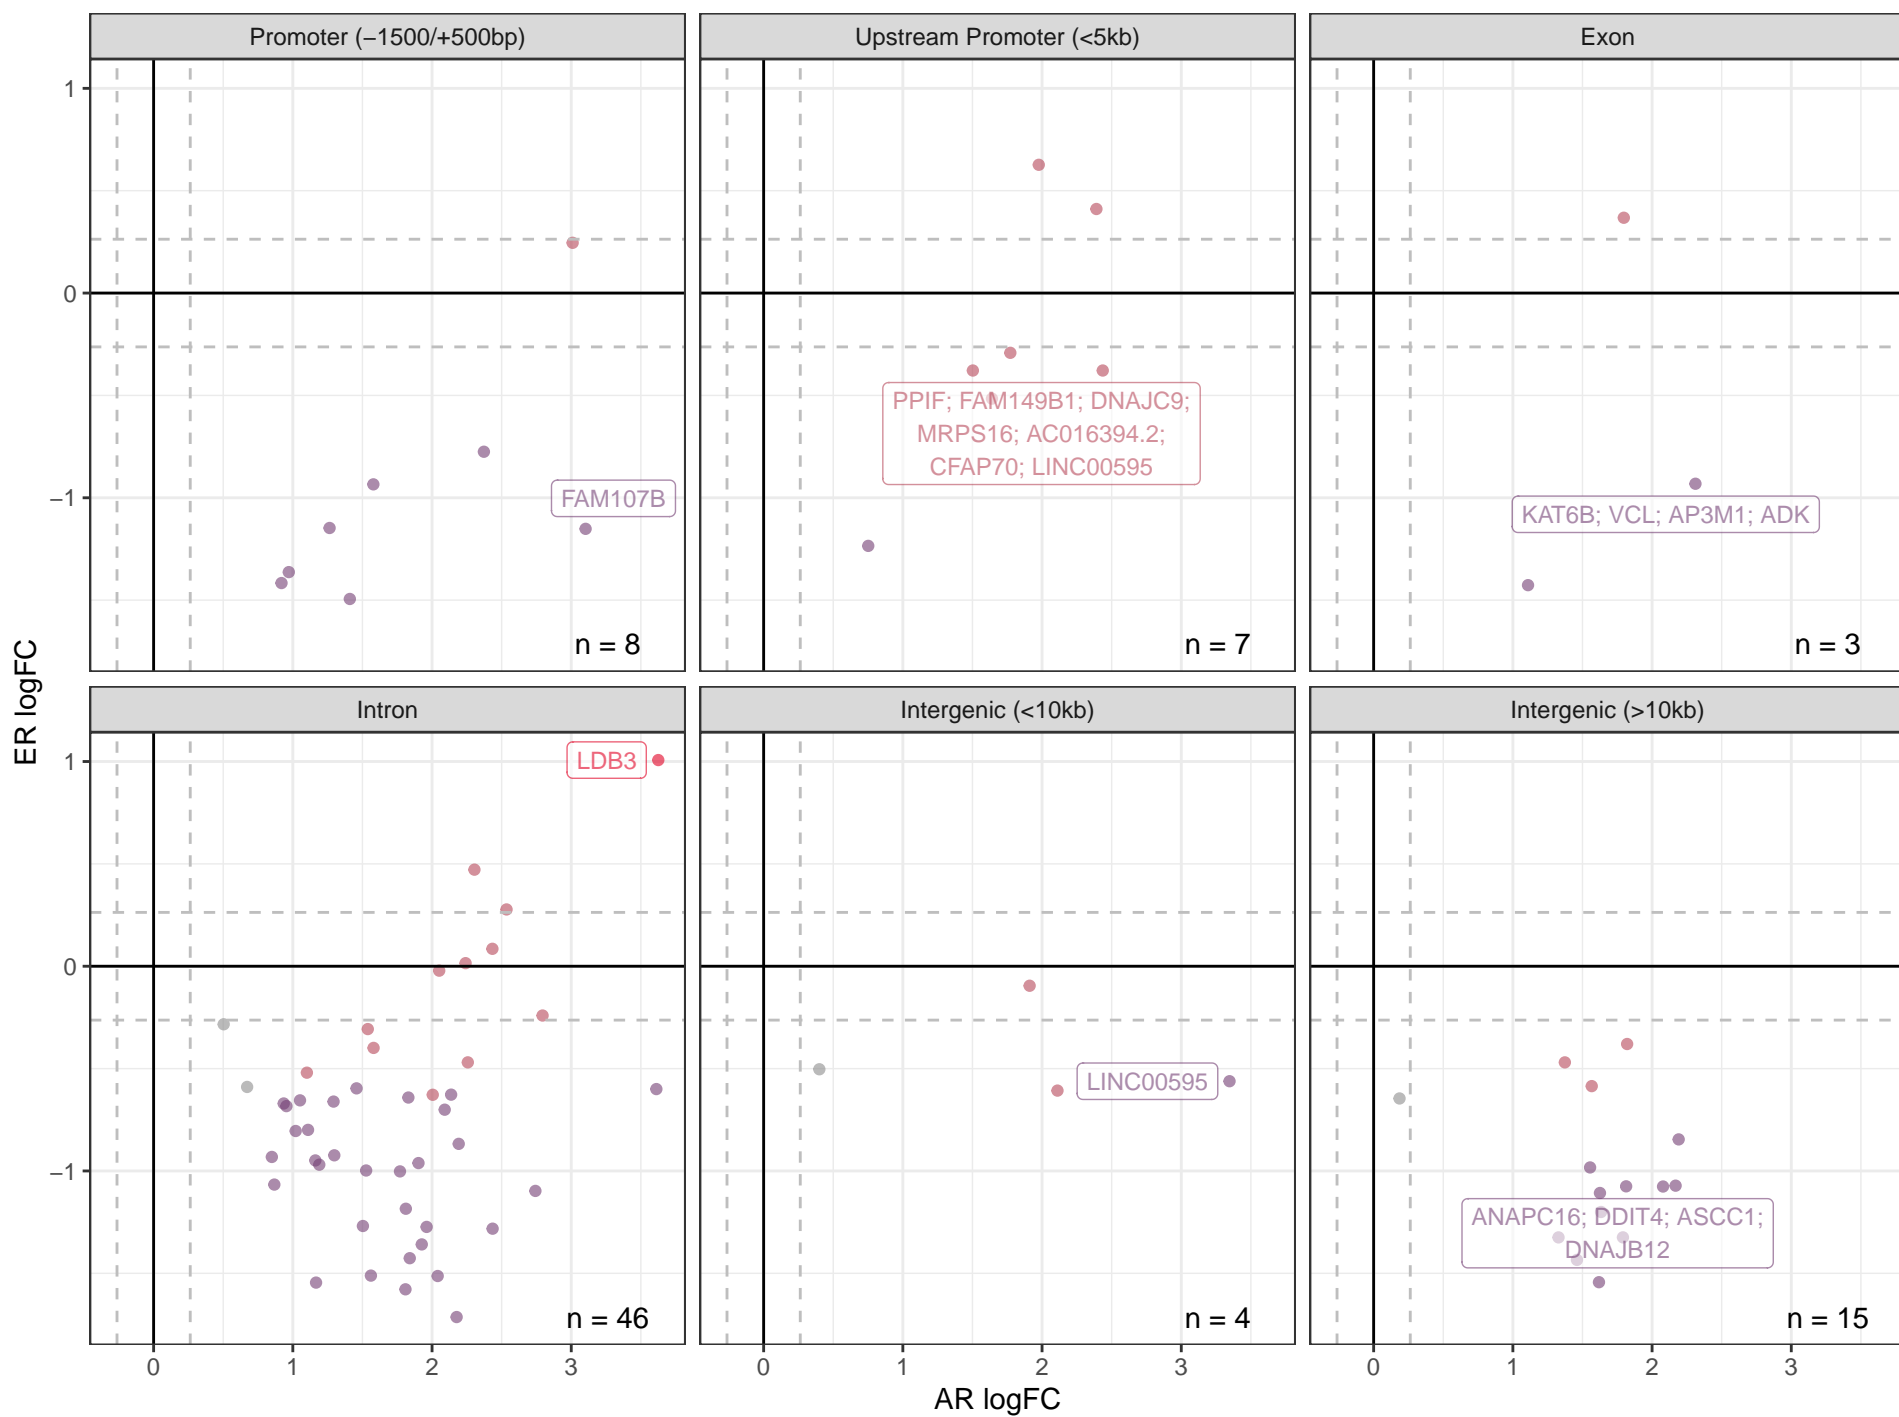 Promoter (−1500/+500bp)
Upstream Promoter (<5kb)
Exon
1
0
−1
FAM107B
n = 8
PPIF; FAM149B1; DNAJC9;
MRPS16; AC016394.2;
CFAP70; LINC00595
n = 7
KAT6B; VCL; AP3M1; ADK
n = 3
ER logFC
Intron
Intergenic (<10kb)
Intergenic (>10kb)
1
0
−1
LDB3
n = 46
LINC00595
n = 4
ANAPC16; DDIT4; ASCC1;
DNAJB12
n = 15
0 1 2 3
0 1 2 3
0 1 2 3
AR logFC